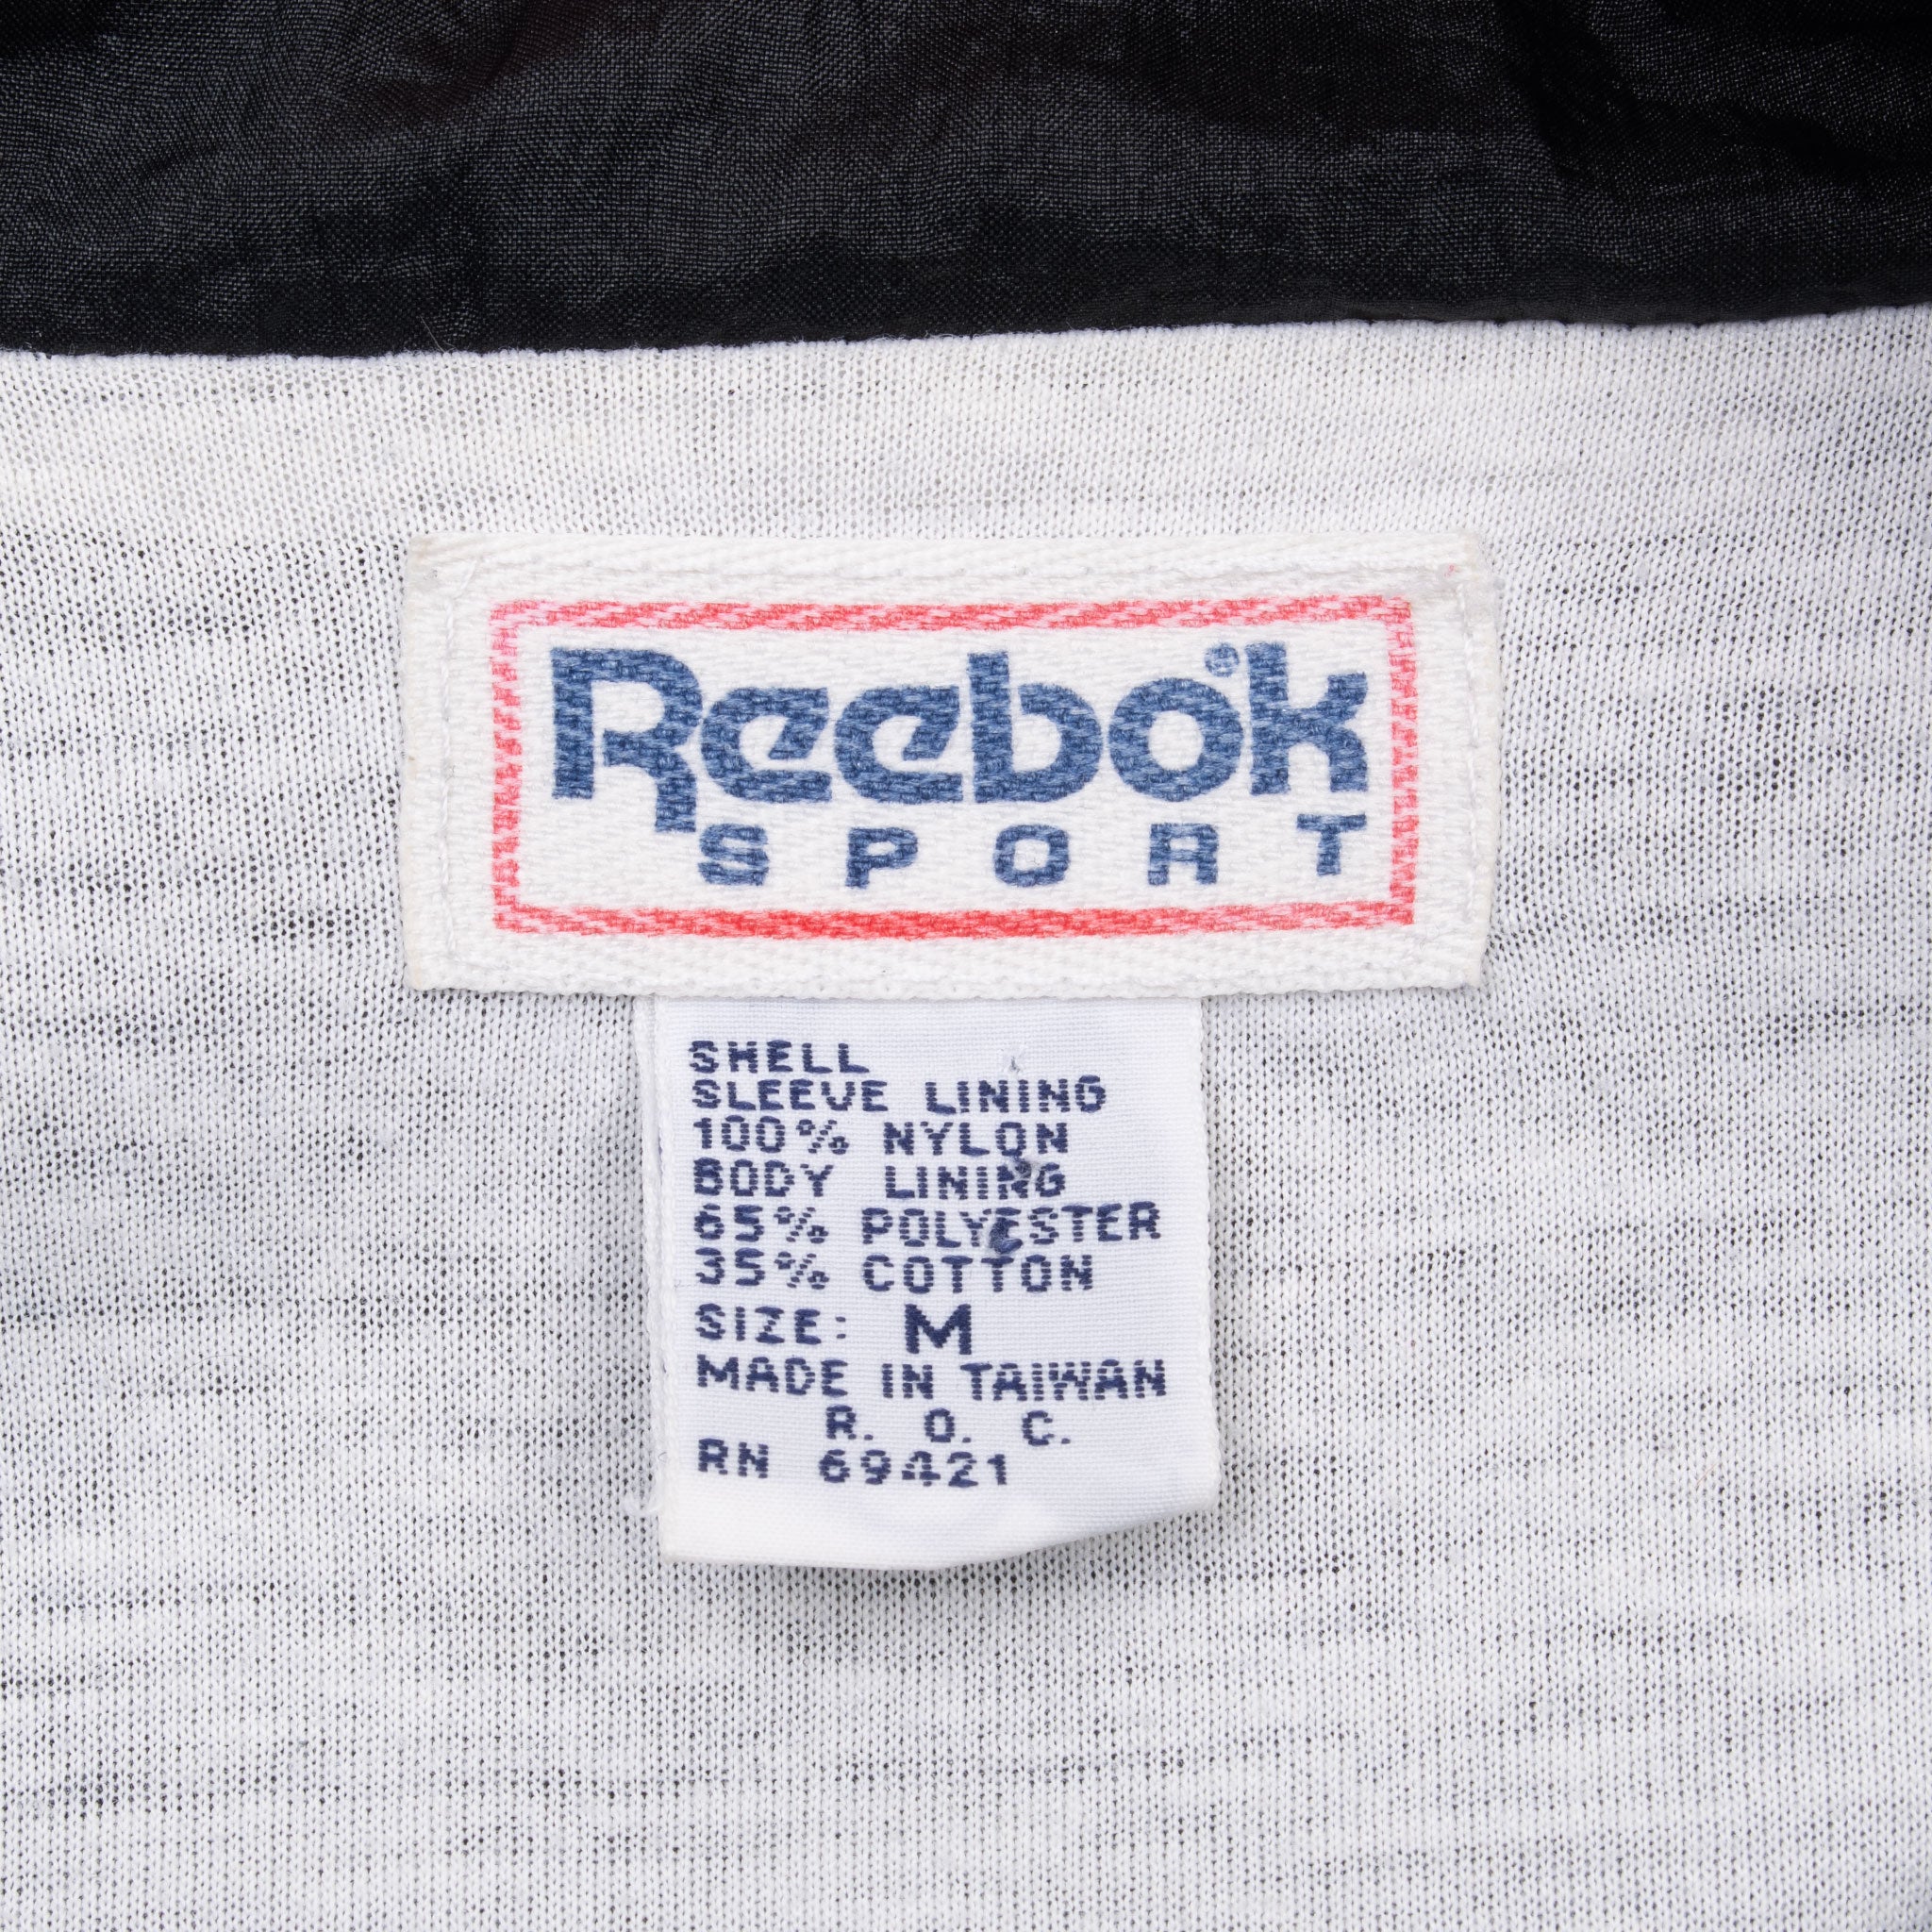 Reebok®
SPORT
SHELL
SLEEVE LINING
100% NYLON
BODY LINING
65% POLYESTER
35% COTTON
SIZE: M
MADE IN TAIWAN
R. O. C.
RN 69421